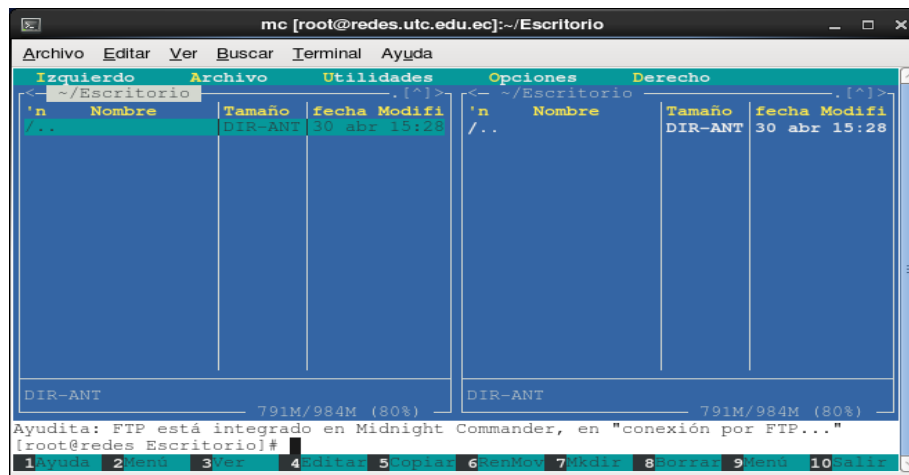 mc [root@redes.utc.edu.ec]:~/Escritorio
Archivo Editar Ver Buscar Terminal Ayuda
Izquierdo Archivo Utilidades Opciones Derecho
<— ~/Escritorio ———.[^]>
<— ~/Escritorio ———.[^]>
'n Nombre Tamaño fecha Modifi 'n Nombre Tamaño fecha Modifi
/.. DIR-ANT 30 abr 15:28 /.. DIR-ANT 30 abr 15:28
DIR-ANT DIR-ANT
791M/984M (80%) 791M/984M (80%)
Ayudita: FTP está integrado en Midnight Commander, en "conexión por FTP..."
[root@redes Escritorio]#
1Ayuda 2Menú 3Ver 4Editar 5Copiar 6RenMov 7Mkdir 8Borrar 9Menú 10Salir